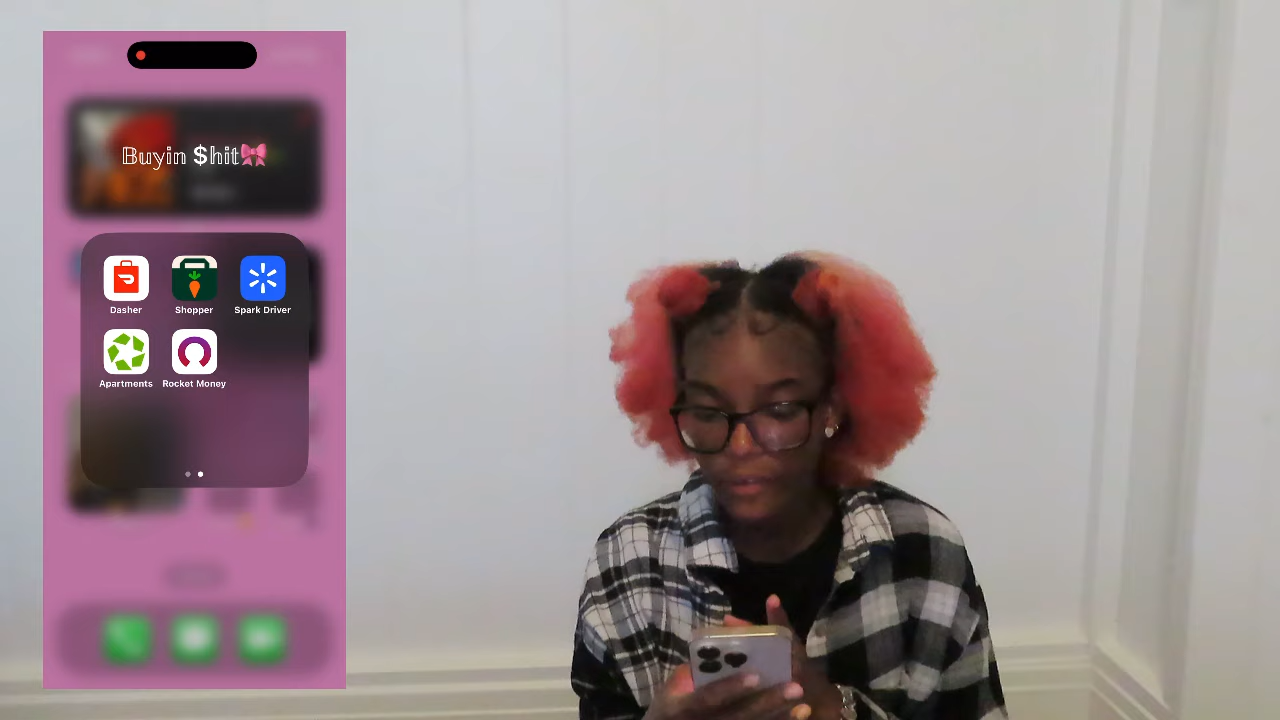 Buyin $hit🎀
Dasher Shopper Spark Driver
Apartments Rocket Money